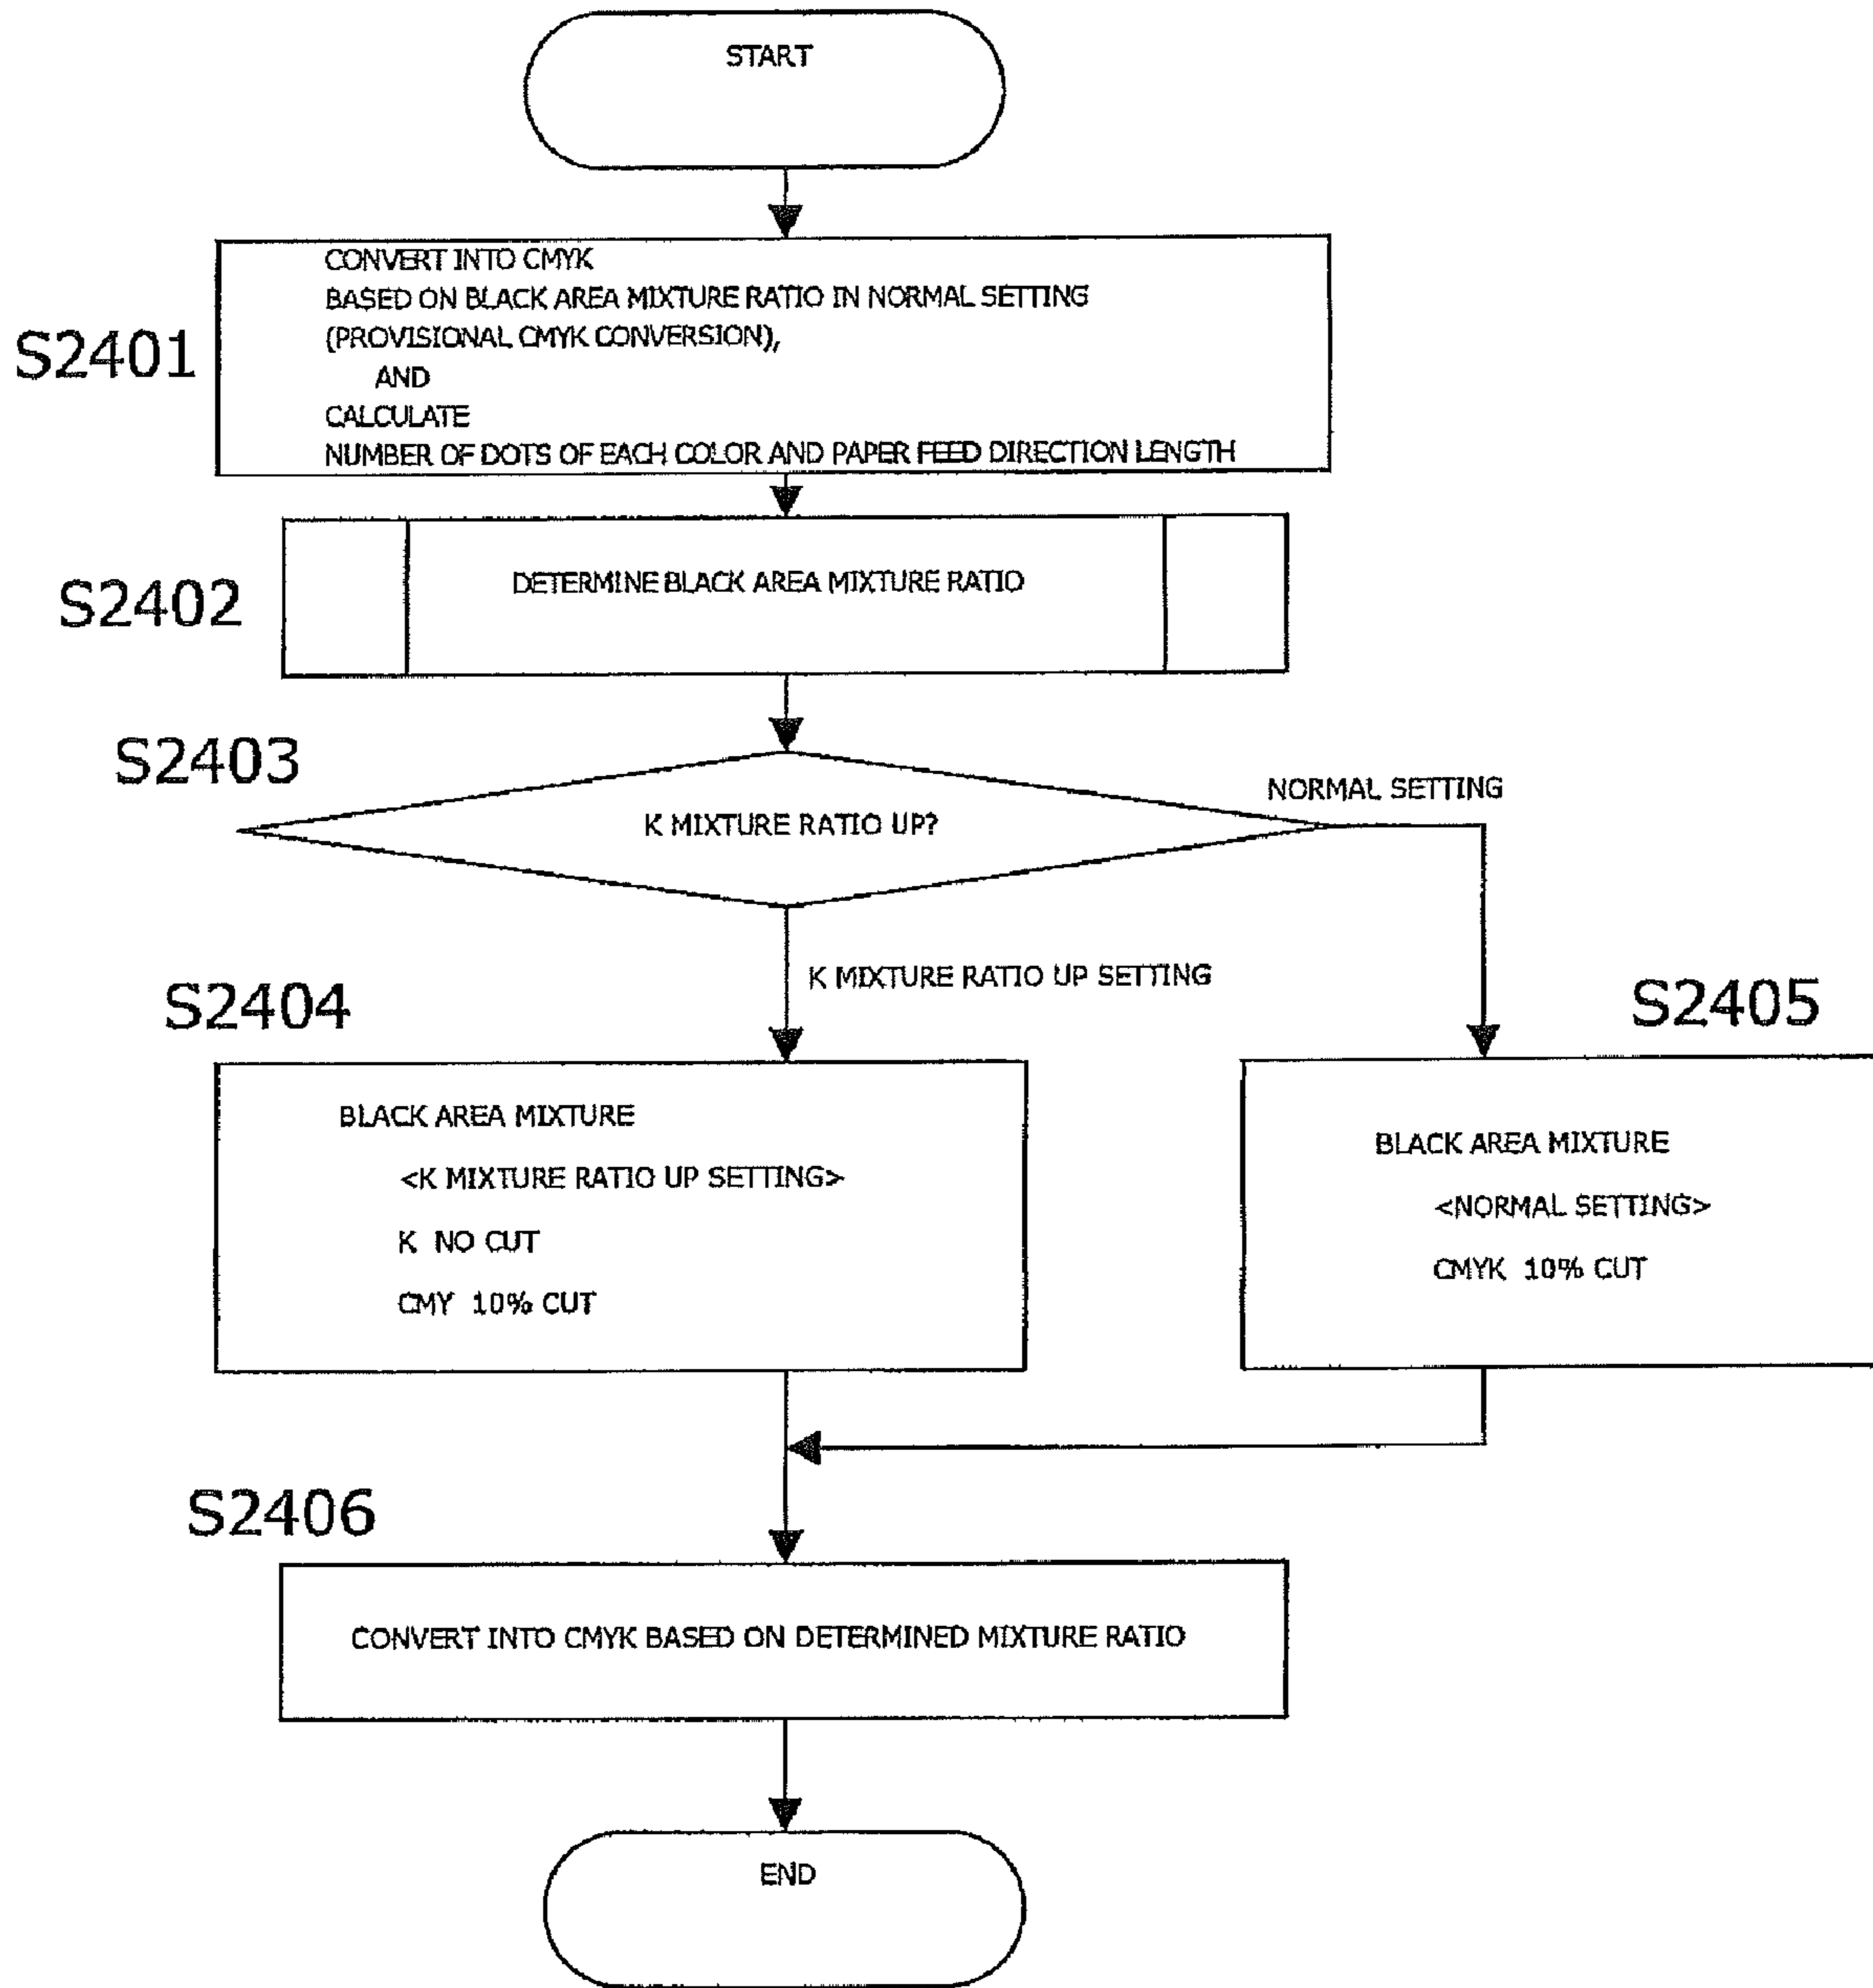 START
S2401
CONVERT INTO CMYK
BASED ON BLACK AREA MIXTURE RATIO IN NORMAL SETTING
(PROVISIONAL CMYK CONVERSION),
AND
CALCULATE
NUMBER OF DOTS OF EACH COLOR AND PAPER FEED DIRECTION LENGTH
S2402
DETERMINE BLACK AREA MIXTURE RATIO
S2403
K MIXTURE RATIO UP?
NORMAL SETTING
K MIXTURE RATIO UP SETTING
S2404
BLACK AREA MIXTURE
<K MIXTURE RATIO UP SETTING>
K NO CUT
CMY 10% CUT
S2405
BLACK AREA MIXTURE
<NORMAL SETTING>
CMYK 10% CUT
S2406
CONVERT INTO CMYK BASED ON DETERMINED MIXTURE RATIO
END